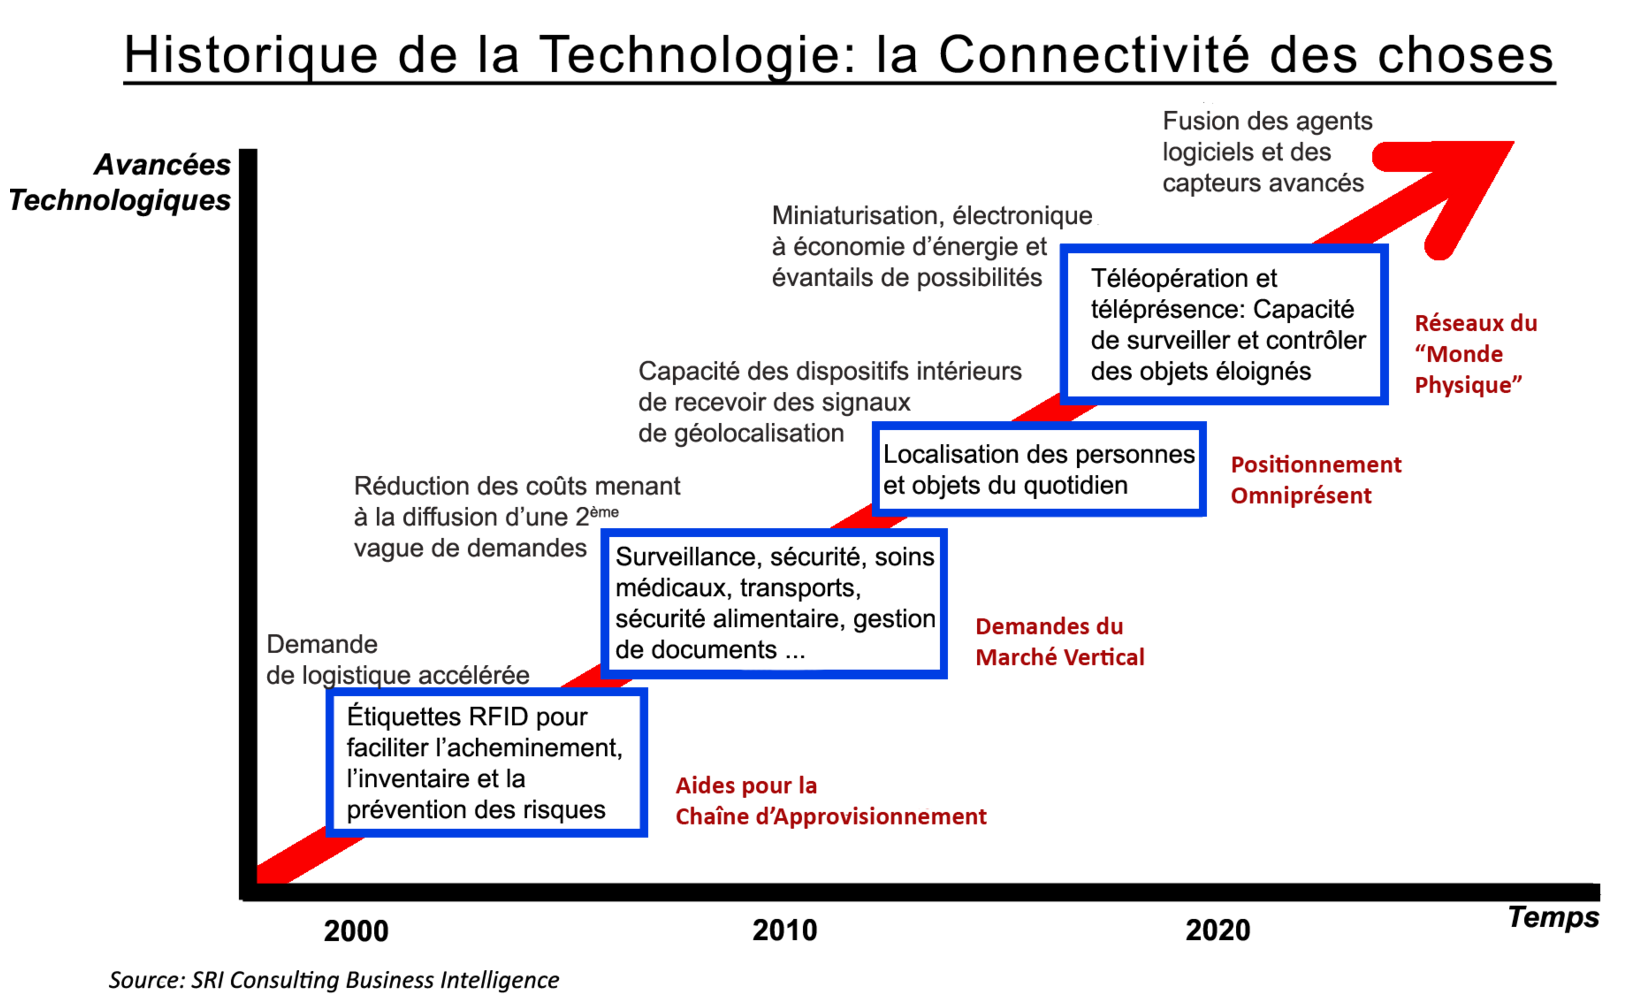 Historique de la Technologie: la Connectivité des choses
Avancées
Technologiques
Fusion des agents
logiciels et des
capteurs avancés
Miniaturisation, électronique
à économie d’énergie et
évantails de possibilités
Téléopération et
téléprésence: Capacité
de surveiller et contrôler
des objets éloignés
Réseaux du
“Monde
Physique”
Capacité des dispositifs intérieurs
de recevoir des signaux
de géolocalisation
Localisation des personnes
et objets du quotidien
Positionnement
Omniprésent
Réduction des coûts menant
à la diffusion d’une 2ème
vague de demandes
Surveillance, sécurité, soins
médicaux, transports,
sécurité alimentaire, gestion
de documents ...
Demandes du
Marché Vertical
Demande
de logistique accélérée
Étiquettes RFID pour
faciliter l’acheminement,
l’inventaire et la
prévention des risques
Aides pour la
Chaîne d’Approvisionnement
2000
2010
2020
Temps
Source: SRI Consulting Business Intelligence